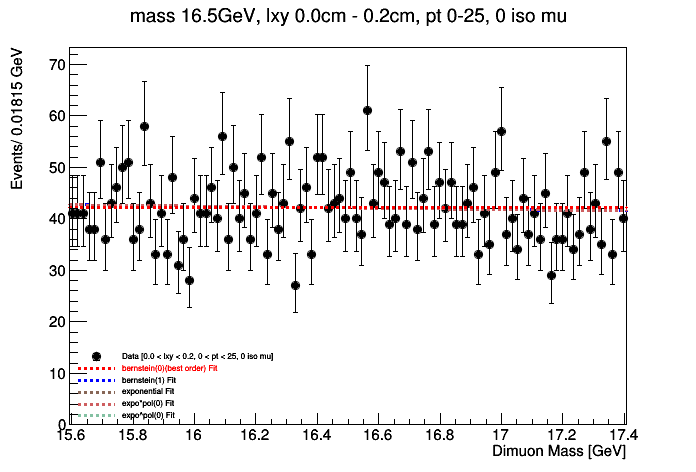 mass 16.5GeV, lxy 0.0cm - 0.2cm, pt 0-25, 0 iso mu
Events/ 0.01815 GeV
70
60
50
40
30
20
10
0
Data [0.0 < lxy < 0.2, 0 < pt < 25, 0 iso mu]
bernstein(0)(best order) Fit
bernstein(1) Fit
exponential Fit
expo*pol(0) Fit
expo^pol(0) Fit
15.6 15.8 16 16.2 16.4 16.6 16.8 17 17.2 17.4
Dimuon Mass [GeV]